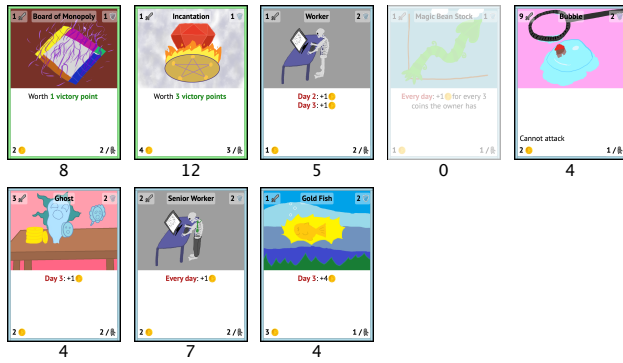 1 Board of Monopoly 1
Worth 1 victory point
2 2/
8
1 Incantation 1
Worth 3 victory points
4 3/
12
1 Worker 2
Day 2: +1
Day 3: +1
1 2/
5
1 Magic Bean Stock 2
Every day: +1 for every 3
coins the owner has
1 1/
0
9 Bubble 2
Cannot attack
2 1/
4
3 Ghost 2
Day 3: +1
2 2/
4
2 Senior Worker 2
Every day: +1
2 2/
7
1 Gold Fish 2
Day 3: +4
3 1/
4